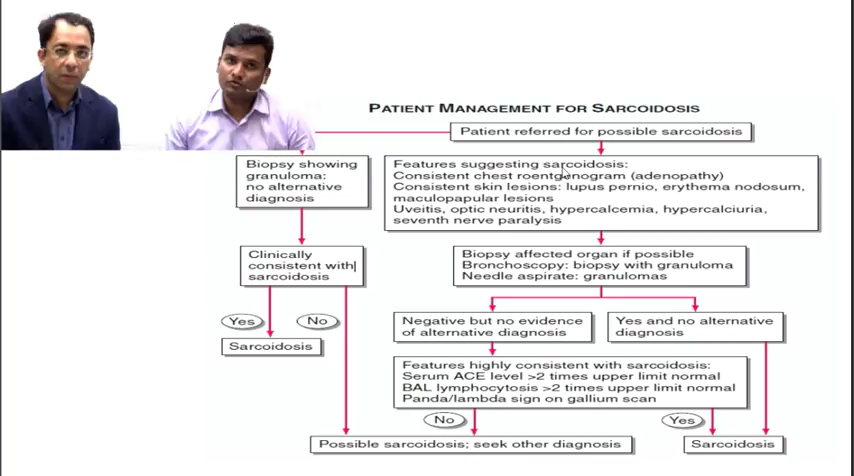 PATIENT MANAGEMENT FOR SARCOIDOSIS
Patient referred for possible sarcoidosis
Biopsy showing
granuloma:
no alternative
diagnosis
Features suggesting sarcoidosis:
Consistent chest roentgenogram (adenopathy)
Consistent skin lesions: lupus pernio, erythema nodosum,
maculopapular lesions
Uveitis, optic neuritis, hypercalcemia, hypercalciuria,
seventh nerve paralysis
Clinically
consistent with
sarcoidosis
Biopsy affected organ if possible
Bronchoscopy: biopsy with granuloma
Needle aspirate: granulomas
Yes
No
Sarcoidosis
Negative but no evidence
of alternative diagnosis
Yes and no alternative
diagnosis
Features highly consistent with sarcoidosis:
Serum ACE level >2 times upper limit normal
BAL lymphocytosis >2 times upper limit normal
Panda/lambda sign on gallium scan
No
Yes
Possible sarcoidosis; seek other diagnosis
Sarcoidosis